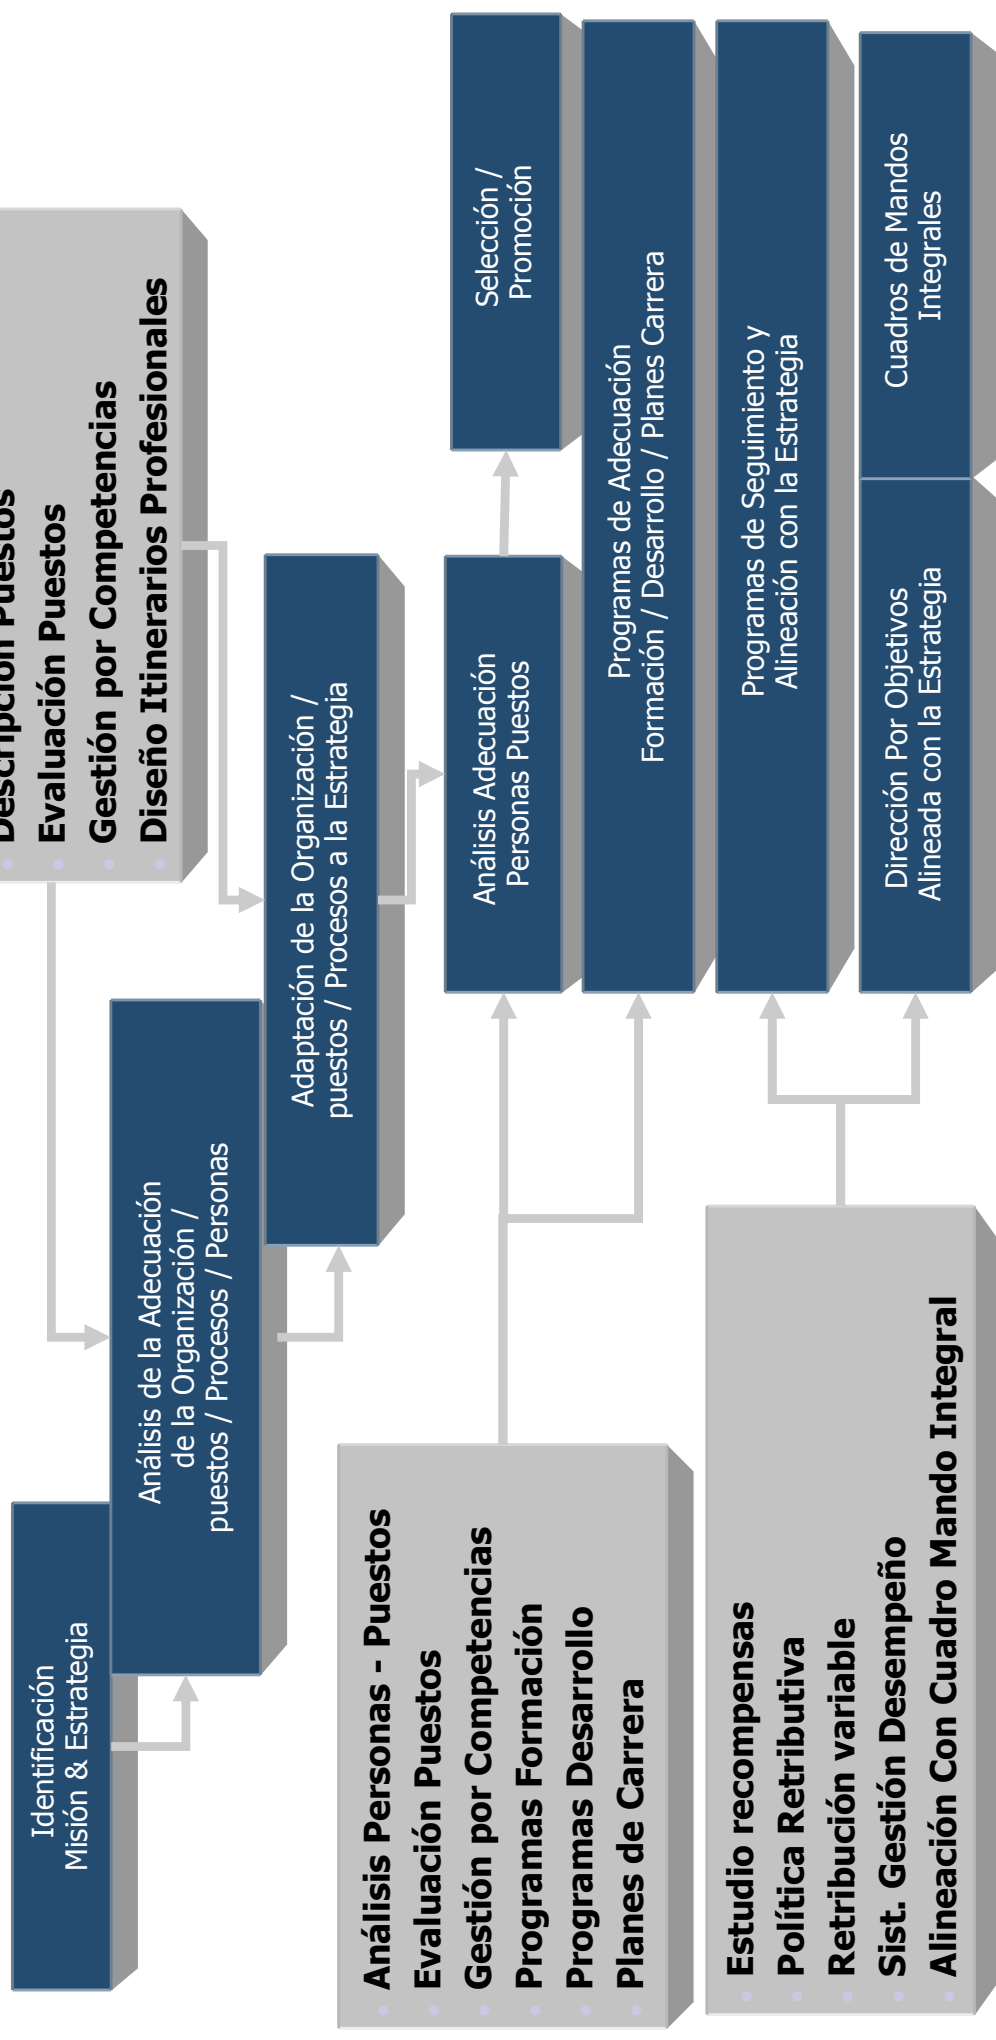 Descripción Puestos
Evaluación Puestos
Gestión por Competencias
Diseño Itinerarios Profesionales
Identificación
Misión & Estrategia
Análisis de la Adecuación
de la Organización /
puestos / Procesos / Personas
Adaptación de la Organización /
puestos / Procesos a la Estrategia
Análisis Adecuación
Personas Puestos
Selección /
Promoción
Análisis Personas - Puestos
Evaluación Puestos
Gestión por Competencias
Programas Formación
Programas Desarrollo
Planes de Carrera
Programas de Adecuación
Formación / Desarrollo / Planes Carrera
Programas de Seguimiento y
Alineación con la Estrategia
Estudio recompensas
Política Retributiva
Retribución variable
Sist. Gestión Desempeño
Alineación Con Cuadro Mando Integral
Dirección Por Objetivos
Alineada con la Estrategia
Cuadros de Mandos
Integrales